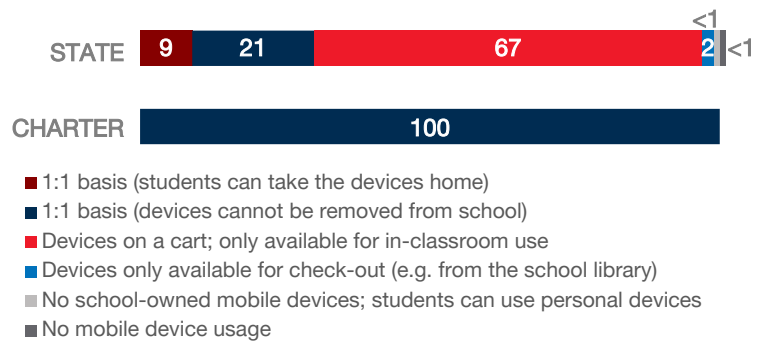 <1
STATE 9 21 67 2 <1
CHARTER 100
1:1 basis (students can take the devices home)
1:1 basis (devices cannot be removed from school)
Devices on a cart; only available for in-classroom use
Devices only available for check-out (e.g. from the school library)
No school-owned mobile devices; students can use personal devices
No mobile device usage